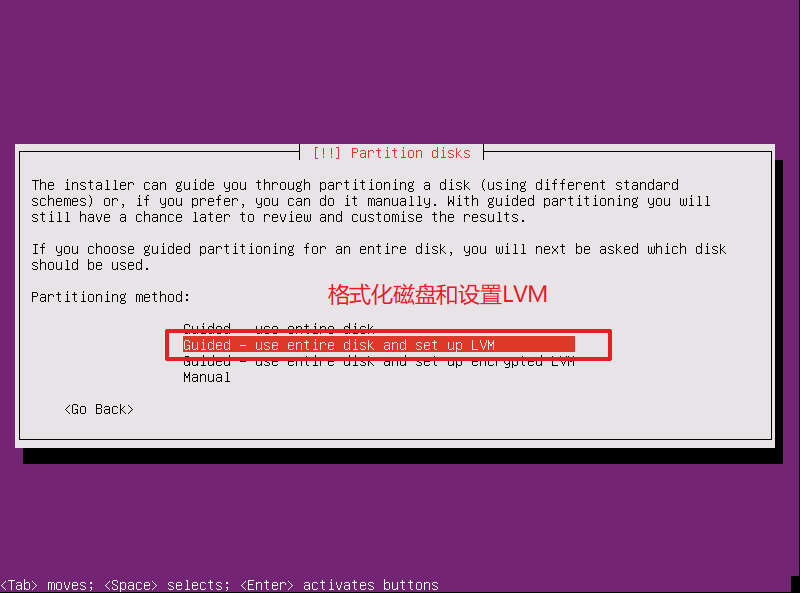 [!!] Partition disks
The installer can guide you through partitioning a disk (using different standard
schemes) or, if you prefer, you can do it manually. With guided partitioning you will
still have a chance later to review and customise the results.
If you choose guided partitioning for an entire disk, you will next be asked which disk
should be used.
Partitioning method:
格式化磁盘和设置LVM
Guided - use entire disk
Guided - use entire disk and set up LVM
Guided - use entire disk and set up encrypted LVM
Manual
<Go Back>
<Tab> moves; <Space> selects; <Enter> activates buttons